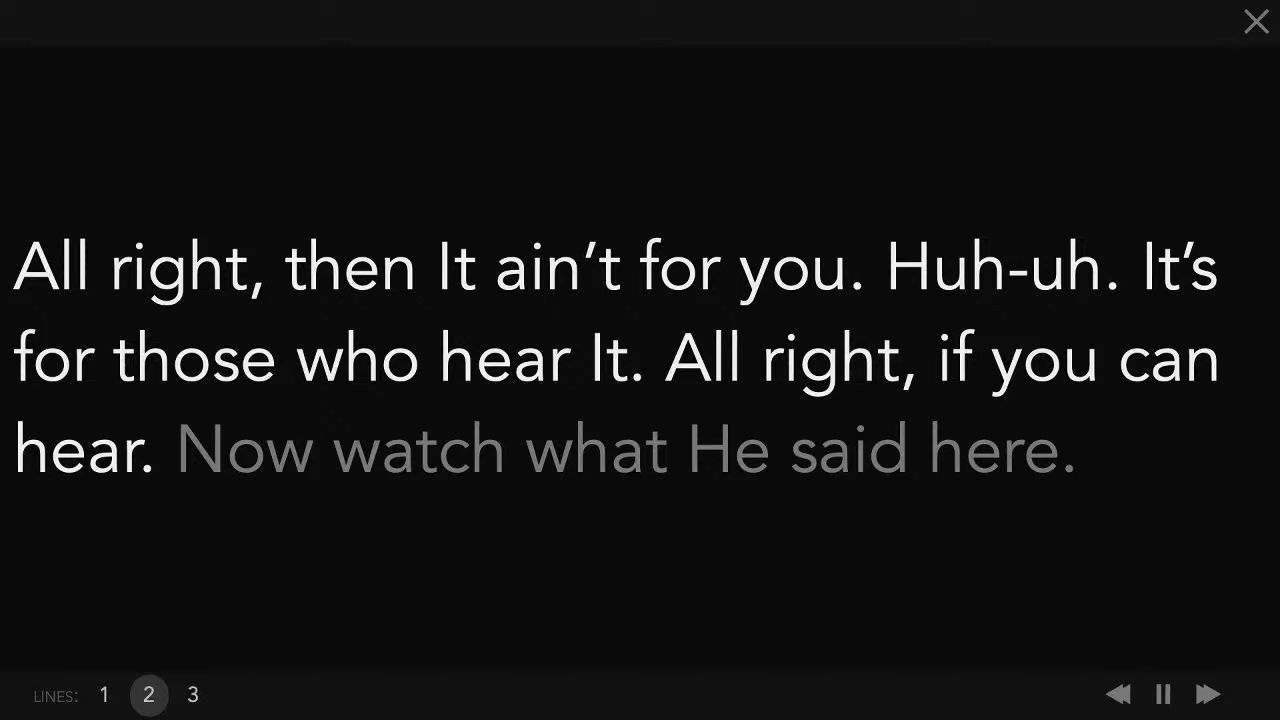 All right, then It ain’t for you. Huh-uh. It’s
for those who hear It. All right, if you can
hear. Now watch what He said here.
LINES: 1 2 3